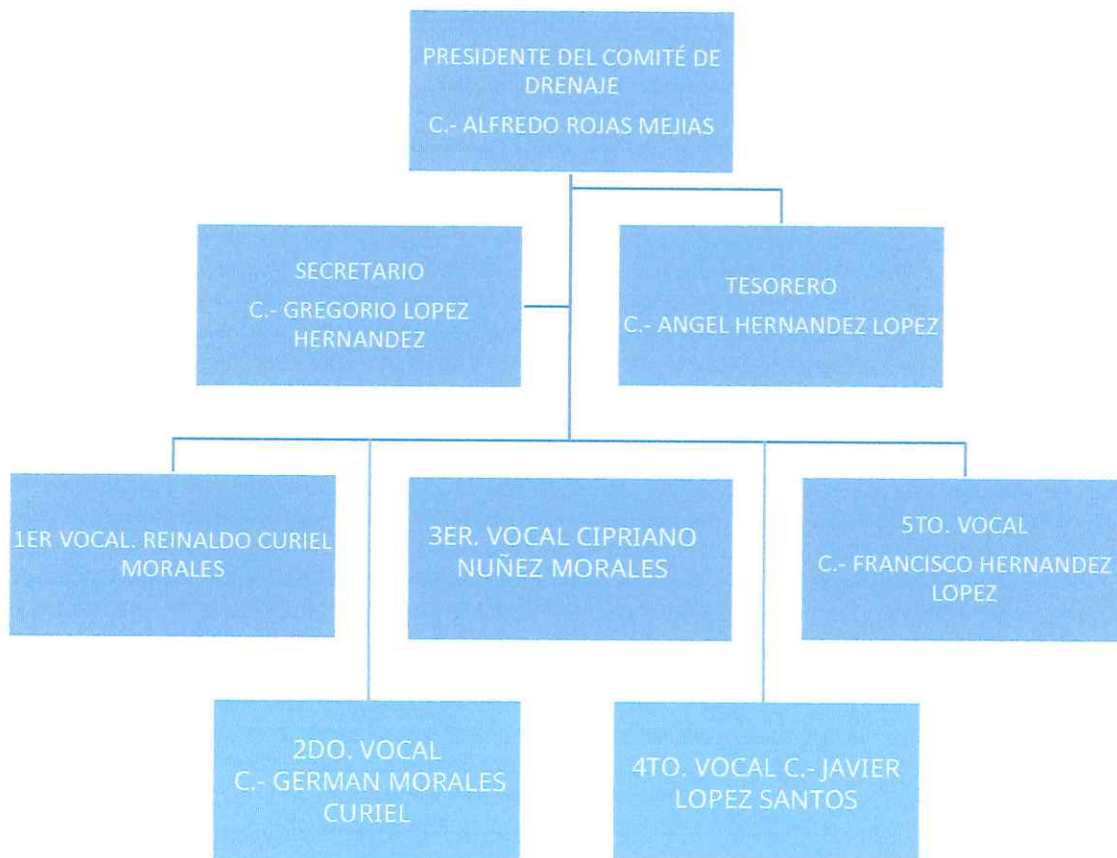 PRESIDENTE DEL COMITÉ DE
DRENAJE
C.- ALFREDO ROJAS MEJIAS
SECRETARIO
C.- GREGORIO LOPEZ
HERNANDEZ
TESORERO
C.- ANGEL HERNANDEZ LOPEZ
1ER VOCAL. REINALDO CURIEL
MORALES
3ER. VOCAL CIPRIANO
NUÑEZ MORALES
5TO. VOCAL
C.- FRANCISCO HERNANDEZ
LOPEZ
2DO. VOCAL
C.- GERMAN MORALES
CURIEL
4TO. VOCAL C.- JAVIER
LOPEZ SANTOS